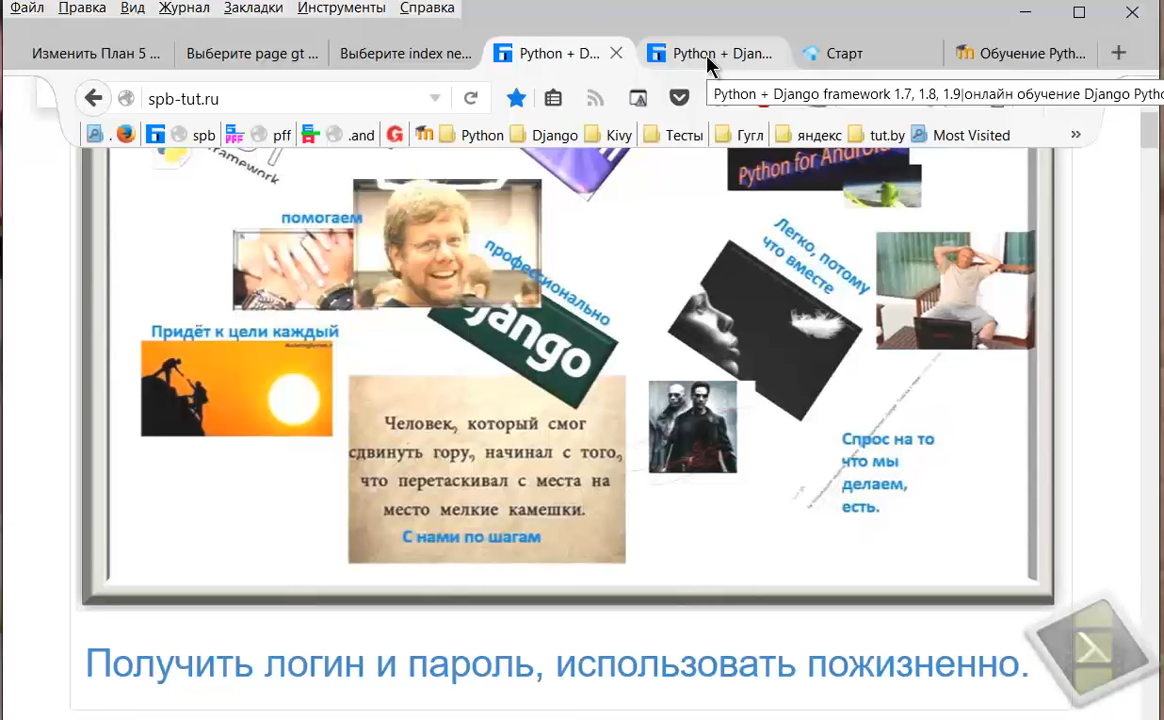 Файл Правка Вид Журнал Закладки Инструменты Справка
Изменить План 5 ... Выберите page gt ... Выберите index ne... Python + D... Python + Djan... Старт Обучение Pyth...
spb-tut.ru
Python + Django framework 1.7, 1.8, 1.9|онлайн обучение Django Pytho
. spb pff .and Python Django Kivy Тесты Гугл яндекс tut.by Most Visited »
framework
Python for Android
помогаем
профессионально
Легко, потому
что вместе
Придёт к цели каждый
django
Человек, который смог
сдвинуть гору, начинал с того,
что перетаскивал с места на
место мелкие камешки.
С нами по шагам
Спрос на то
что мы
делаем,
есть.
Получить логин и пароль, использовать пожизненно.